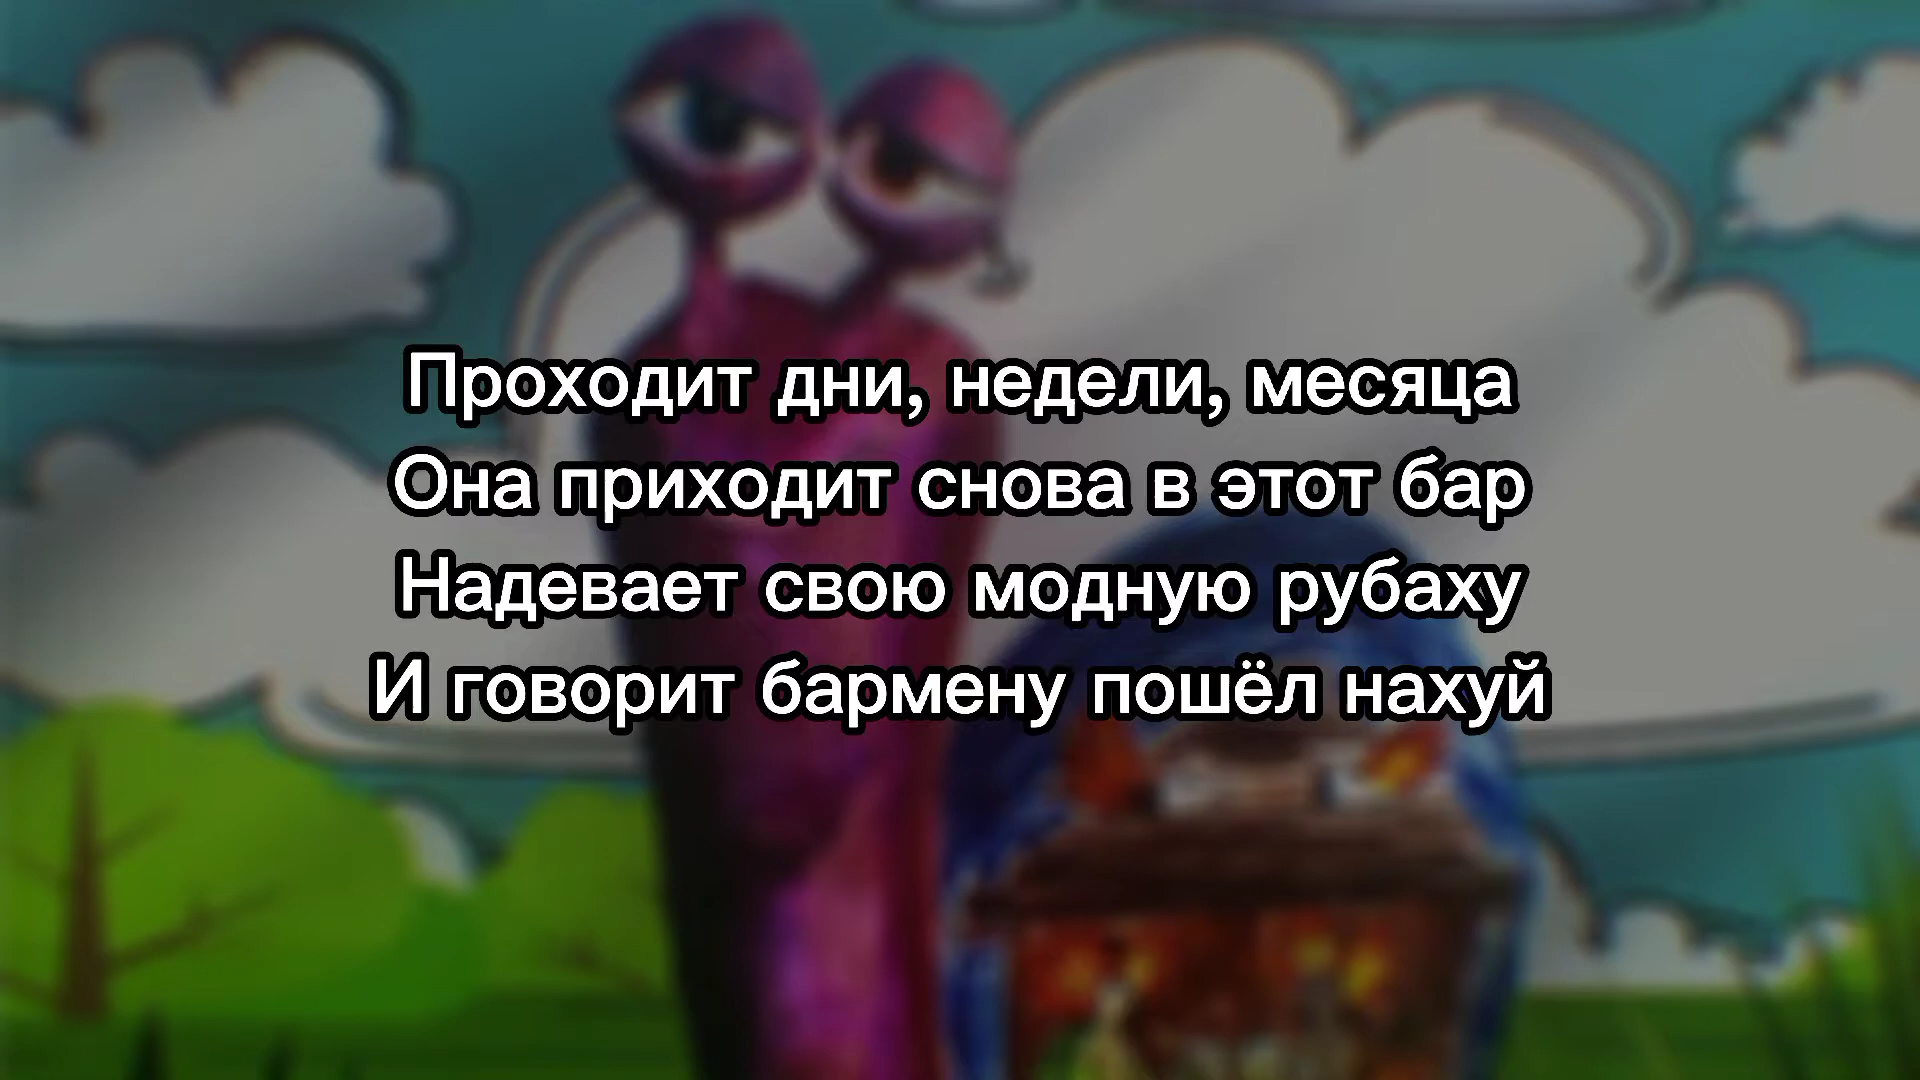 Проходит дни, недели, месяца
Она приходит снова в этот бар
Надевает свою модную рубаху
И говорит бармену пошёл нахуй